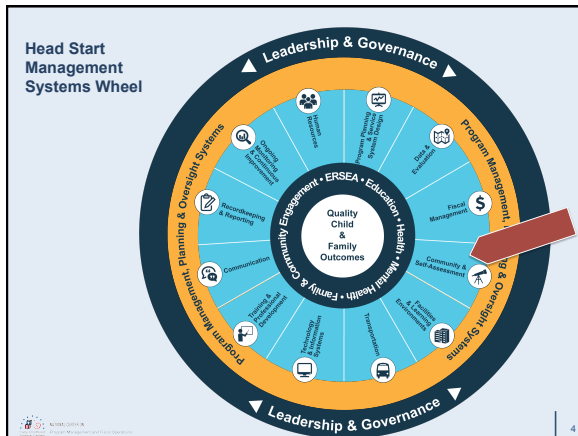 Head Start
Management
Systems Wheel
Leadership & Governance
Program Management, Planning & Oversight Systems
Program Planning
& Service
System Design
Data &
Evaluation
Fiscal
Management
Community &
Self-Assessment
Facilities
& Learning
Environments
Transportation
Technology
& Information
Systems
Training &
Professional
Development
Communication
Recordkeeping
& Reporting
Ongoing
Monitoring
& Continuous
Improvement
Human
Resources
Program Management, Planning & Oversight Systems
ERSEA • Education • Health • Mental Health • Family & Community Engagement •
Quality
Child
&
Family
Outcomes
Leadership & Governance
4